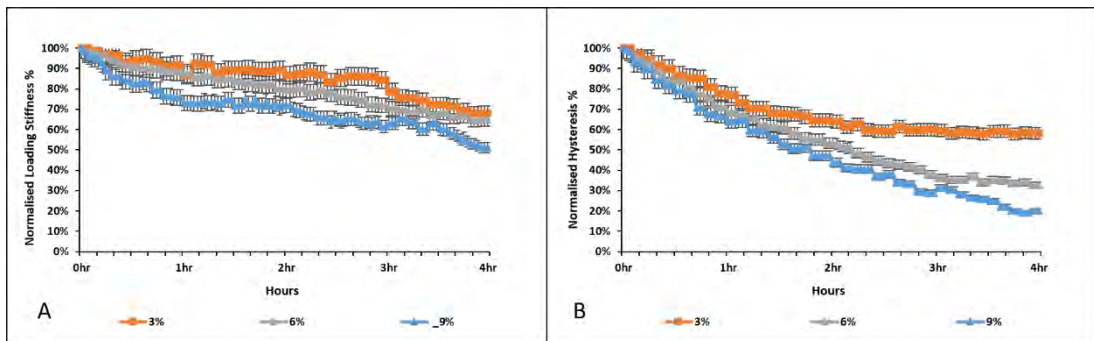 Normalised Loading Stiffness %
100%
90%
80%
70%
60%
50%
40%
30%
20%
10%
0%
0hr 1hr 2hr 3hr 4hr
Hours
A
3% 6% _9%
Normalised Hysteresis %
100%
90%
80%
70%
60%
50%
40%
30%
20%
10%
0%
0hr 1hr 2hr 3hr 4hr
Hours
B
3% 6% 9%